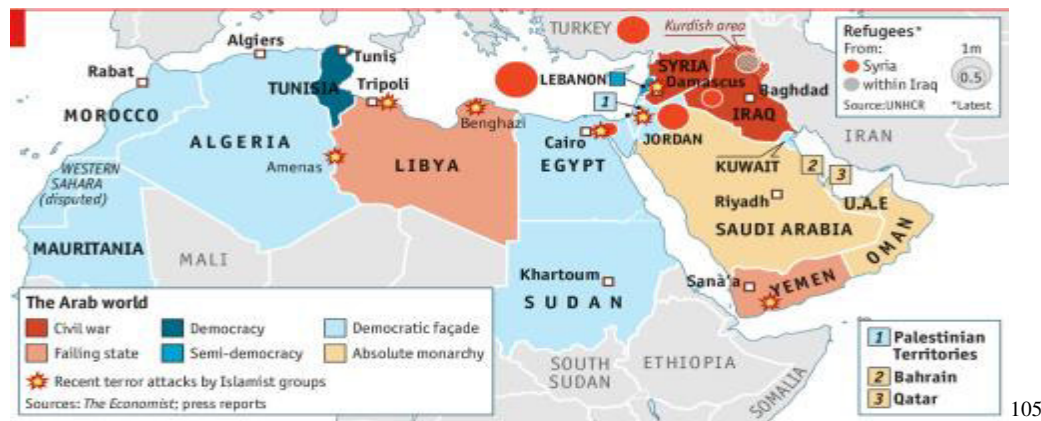 TURKEY
Kurdish area
Refugees*
From:
1m
Syria
0.5
within Iraq
Source:UNHCR
*Latest
Algiers
Tunis
Rabat
TUNISIA
Tripoli
LEBANON
SYRIA
Damascus
Baghdad
MOROCCO
1
IRAQ
IRAN
Benghazi
ALGERIA
Cairo
JORDAN
Amenas
LIBYA
EGYPT
KUWAIT
2
3
WESTERN
SAHARA
(disputed)
Riyadh
U.A.E
SAUDI ARABIA
OMAN
MAURITANIA
MALI
Khartoum
SUDAN
Sanà'a
YEMEN
The Arab world
Civil war
Democracy
Democratic façade
Failing state
Semi-democracy
Absolute monarchy
Recent terror attacks by Islamist groups
Sources: The Economist; press reports
SOUTH
SUDAN
ETHIOPIA
SOMALIA
1 Palestinian
Territories
2 Bahrain
3 Qatar
105